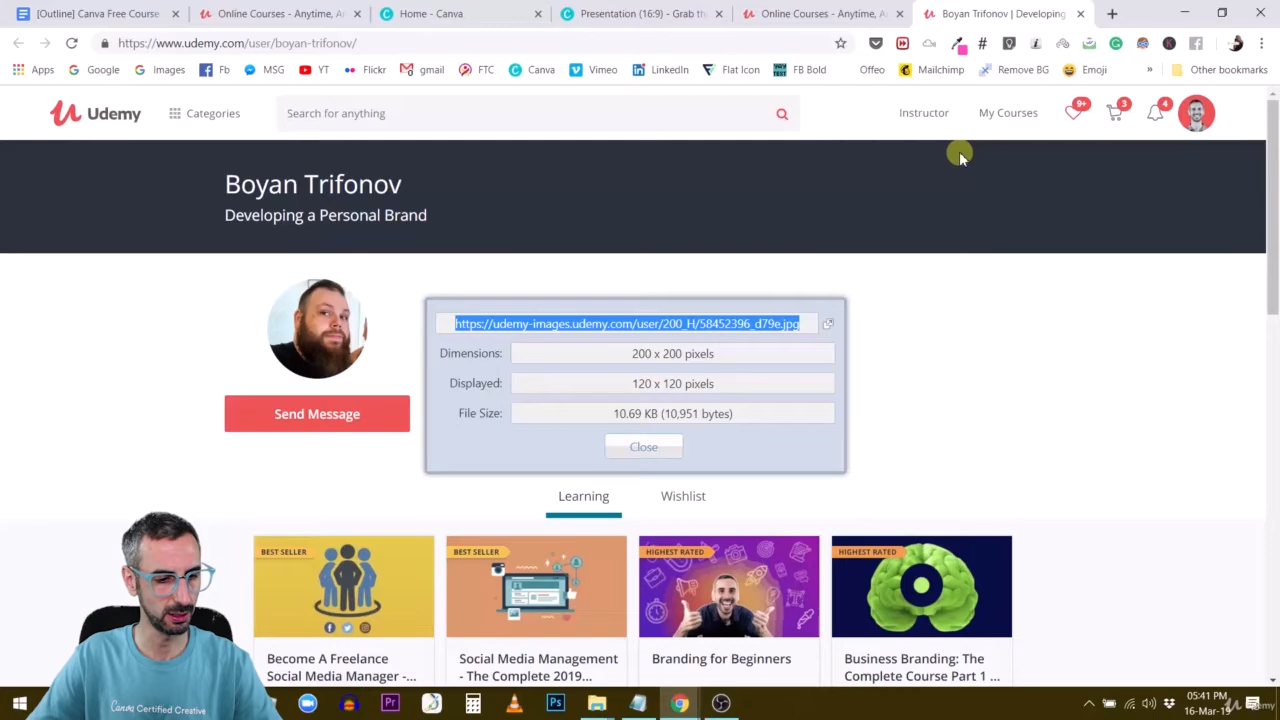 [Outline] Canva Free Course
Online Courses - Anytime, A
Home - Canva
Presentation (16:9) - Grab th
Online Courses - Anytime, A
Boyan Trifonov | Developing
https://www.udemy.com/user/boyan-trifonov/
Apps
Google
Images
Fb
MSG
YT
Flickr
gmail
FTC
Canva
Vimeo
LinkedIn
Flat Icon
FB Bold
Offeo
Mailchimp
Remove BG
Emoji
»
Other bookmarks
Udemy
Categories
Search for anything
Instructor
My Courses
9+
3
4
Boyan Trifonov
Developing a Personal Brand
https://udemy-images.udemy.com/user/200_H/58452396_d79e.jpg
Dimensions: 200 x 200 pixels
Displayed: 120 x 120 pixels
File Size: 10.69 KB (10,951 bytes)
Close
Send Message
Learning
Wishlist
BEST SELLER
BEST SELLER
HIGHEST RATED
HIGHEST RATED
Become A Freelance
Social Media Manager -...
Social Media Management
- The Complete 2019...
Branding for Beginners
Business Branding: The
Complete Course Part 1 ...
Canva Certified Creative
Pr
Ps
05:41 PM
16-Mar-19
Udemy